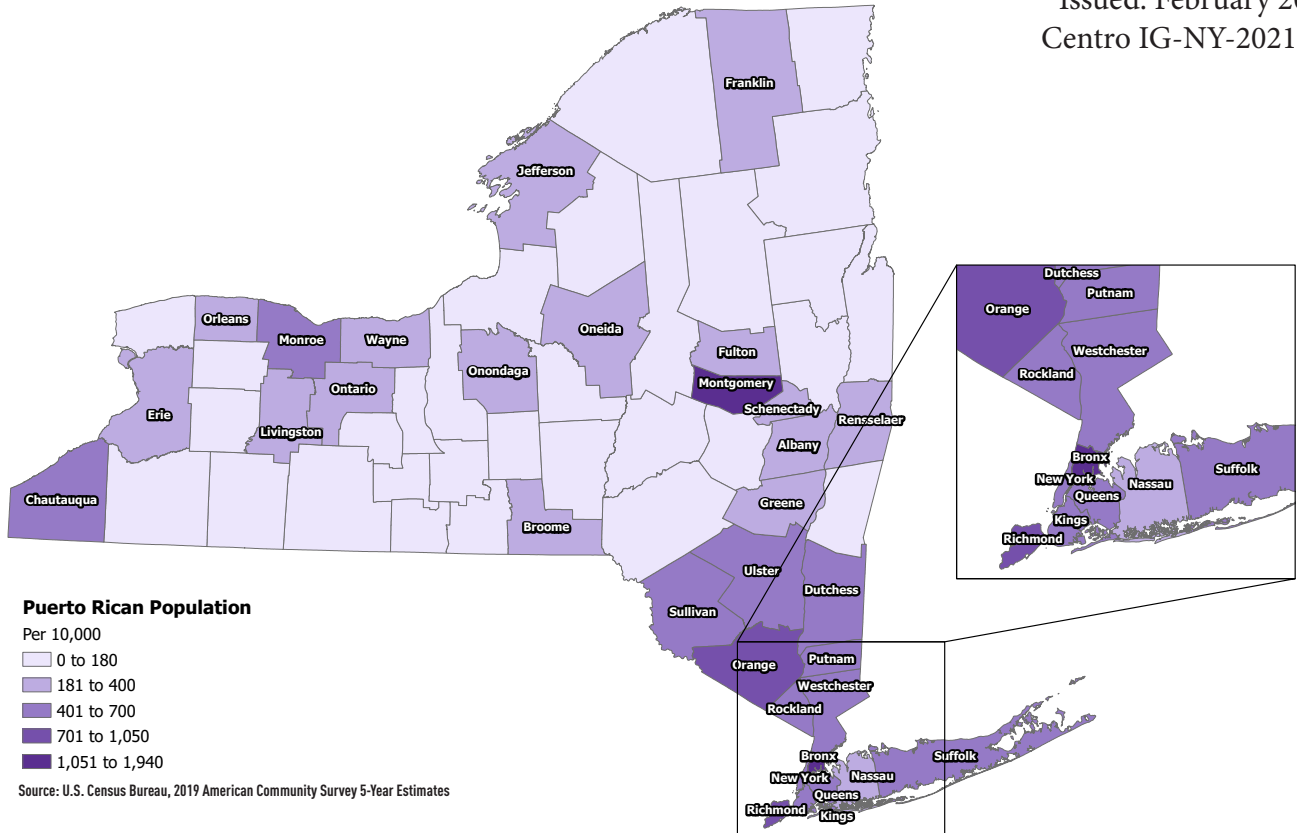 Issued: February 20
Centro IG-NY-2021
Franklin
Jefferson
Orleans
Monroe
Wayne
Oneida
Onondaga
Fulton
Montgomery
Schenectady
Rensselaer
Ontario
Erie
Livingston
Albany
Chautauqua
Greene
Broome
Ulster
Sullivan
Dutchess
Orange
Putnam
Westchester
Rockland
Bronx
New York
Nassau
Suffolk
Queens
Richmond
Kings
Dutchess
Putnam
Orange
Westchester
Rockland
Bronx
Suffolk
New York
Nassau
Queens
Kings
Richmond
Puerto Rican Population
Per 10,000
0 to 180
181 to 400
401 to 700
701 to 1,050
1,051 to 1,940
Source: U.S. Census Bureau, 2019 American Community Survey 5-Year Estimates